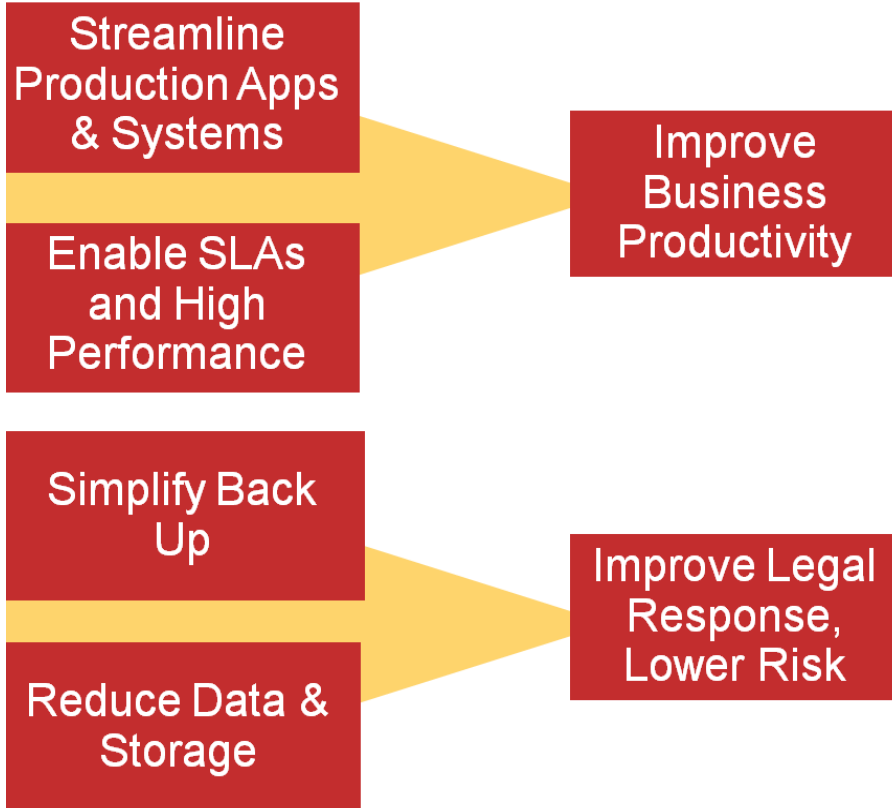 Streamline
Production Apps
& Systems
Enable SLAs
and High
Performance
Improve
Business
Productivity
Simplify Back
Up
Reduce Data &
Storage
Improve Legal
Response,
Lower Risk